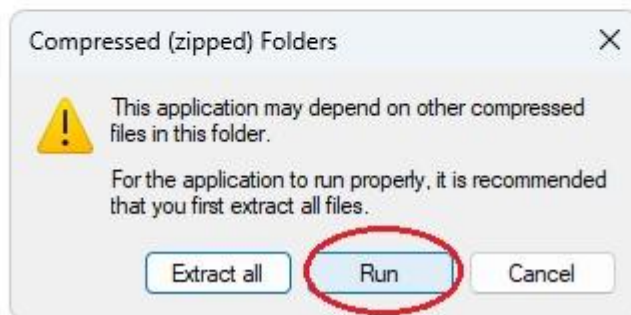 Compressed (zipped) Folders
This application may depend on other compressed
files in this folder.
For the application to run properly, it is recommended
that you first extract all files.
Extract all Run Cancel